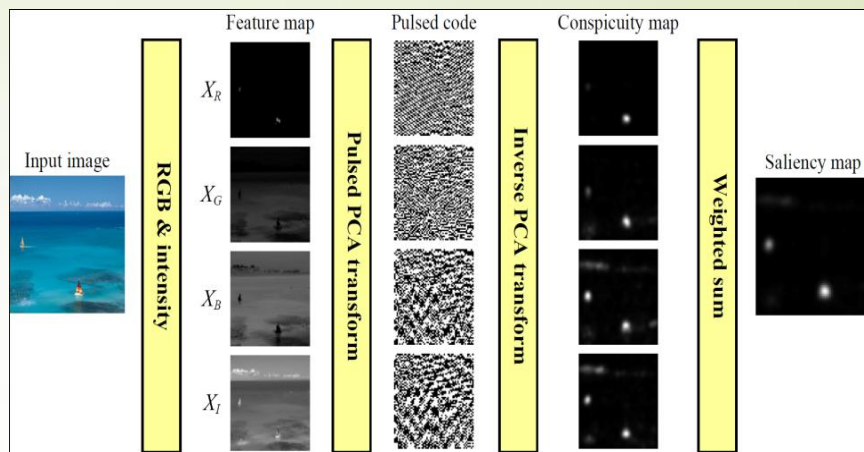 Feature map
Pulsed code
Conspicuity map
Input image
RGB & intensity
X_R
X_G
X_B
X_I
Pulsed PCA transform
Inverse PCA transform
Weighted sum
Saliency map